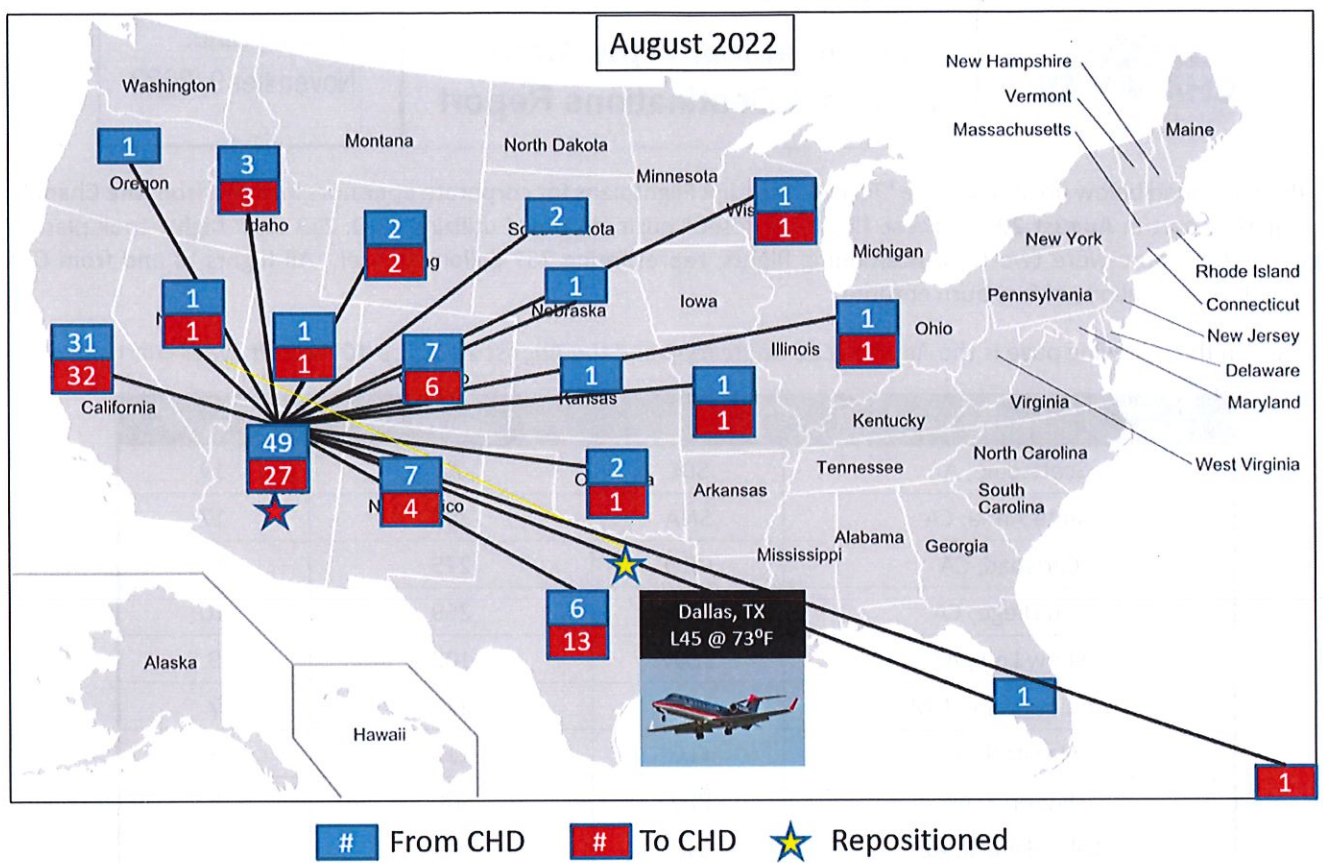 August 2022
Washington
Montana
North Dakota
Minnesota
New Hampshire
Vermont
Massachusetts
Maine
1
Oregon
3
3
Idaho
2
2
2
1
1
Michigan
New York
Rhode Island
Connecticut
New Jersey
Delaware
Maryland
West Virginia
Pennsylvania
1
1
1
1
1
Nebraska
Iowa
31
32
California
7
6
1
Kansas
1
1
Illinois
1
1
Ohio
Virginia
Kentucky
North Carolina
Tennessee
South
Carolina
49
27
7
4
2
1
Arkansas
Mississippi
Alabama
Georgia
6
13
Dallas, TX
L45 @ 73⁰F
1
1
Alaska
Hawaii
# From CHD
# To CHD
Repositioned